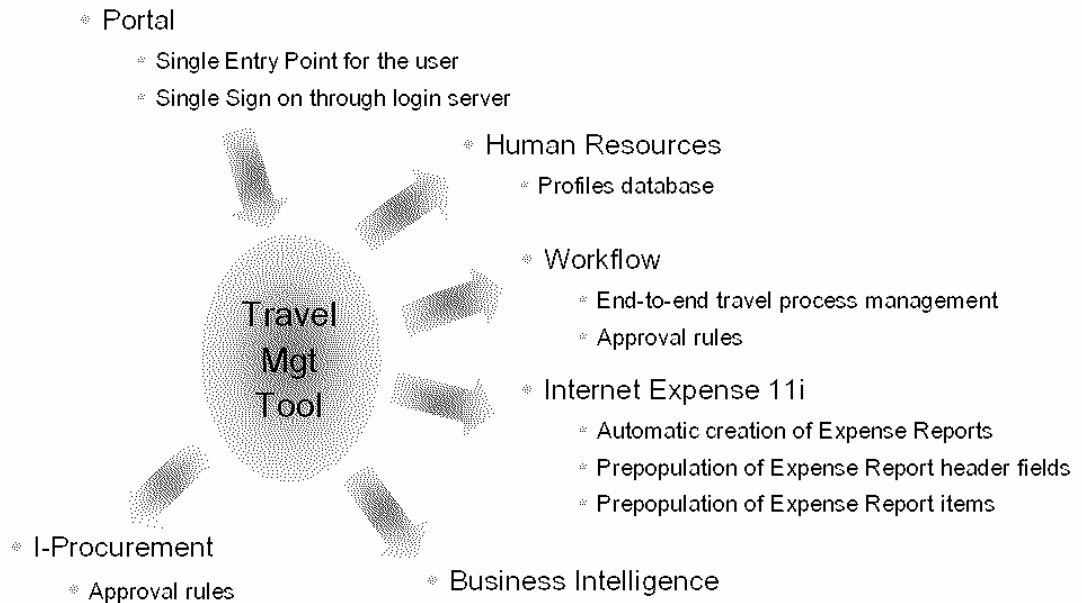 Portal
Single Entry Point for the user
Single Sign on through login server
Human Resources
Profiles database
Workflow
End-to-end travel process management
Approval rules
Travel
Mgt
Tool
Internet Expense 11i
Automatic creation of Expense Reports
Prepopulation of Expense Report header fields
Prepopulation of Expense Report items
I-Procurement
Approval rules
Business Intelligence